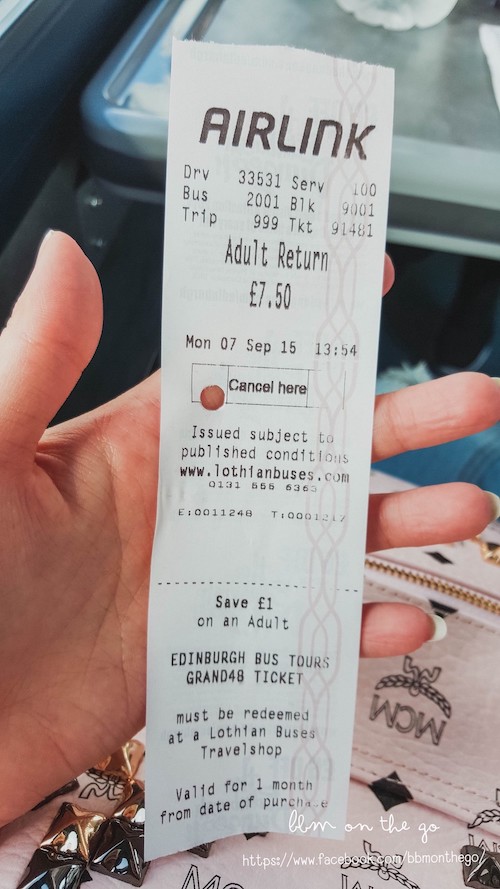 AIRLINK
Drv 33531 Serv 100
Bus 2001 Blk 9001
Trip 999 Tkt 91481
Adult Return
£7.50
Mon 07 Sep 15 13:54
Cancel here
Issued subject to
published conditions
www.lothianbuses.com
0131 555 6363
E:0011248
Save £1
on an Adult
EDINBURGH BUS TOURS
GRAND48 TICKET
must be redeemed
at a Lothian Buses
Travelshop
Valid for 1 month
from date of purchase
MCM
bbm on the go
https://www.facebook.com/bbmonthego/